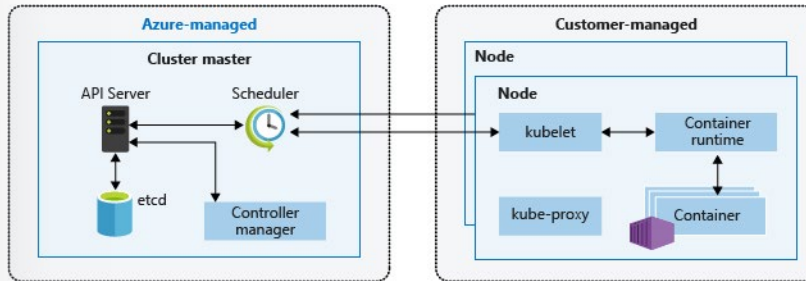 Azure-managed
Customer-managed
Cluster master
Node
API Server
Scheduler
Node
kubelet
Container
runtime
etcd
Controller
manager
kube-proxy
Container